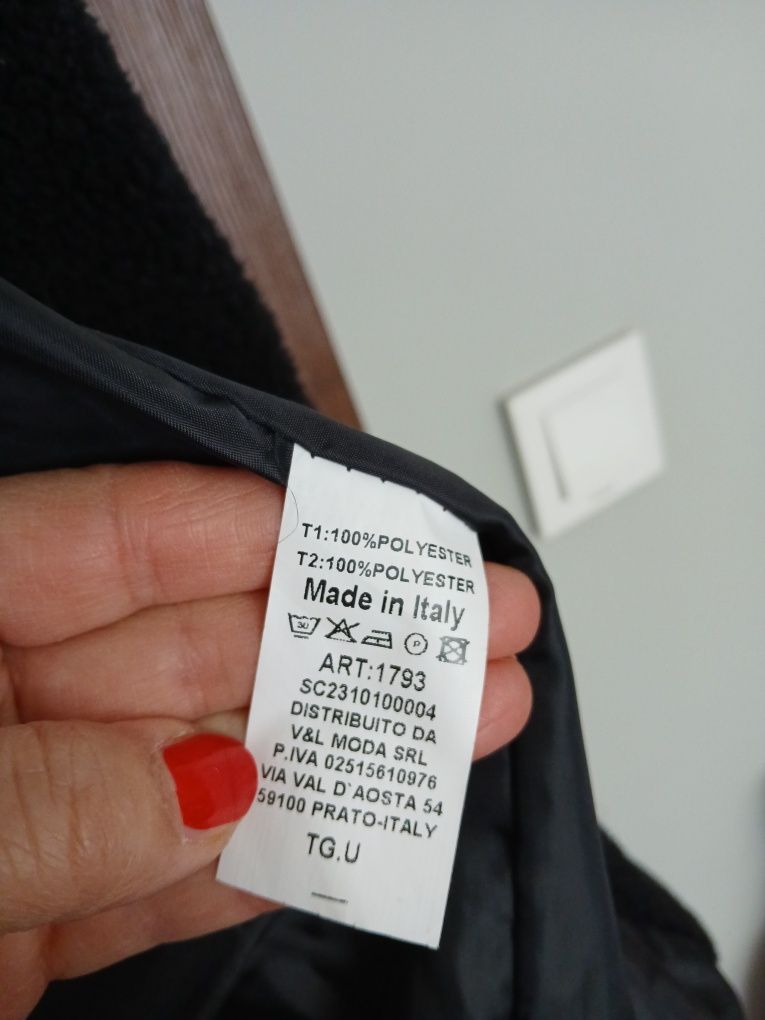 T1:100%POLYESTER
T2:100%POLYESTER
Made in Italy
30 P
ART:1793
SC2310100004
DISTRIBUITO DA
V&L MODA SRL
P.IVA 02515610976
VIA VAL D`AOSTA 54
59100 PRATO-ITALY
TG.U